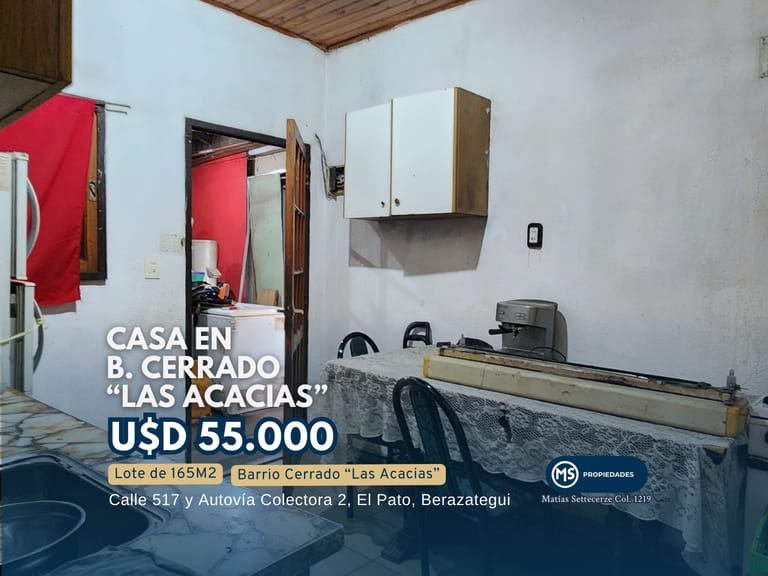 CASA EN
B. CERRADO
“LAS ACACIAS”
U$D 55.000
Lote de 165M2
Barrio Cerrado “Las Acacias”
Calle 517 y Autovía Colectora 2, El Pato, Berazategui
MS PROPIEDADES
Matías Settecerze Col. 1219